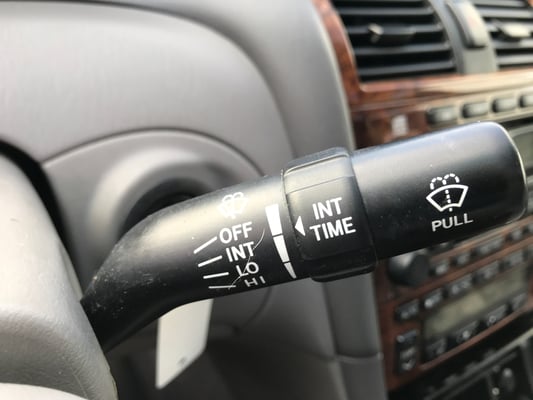 OFF
INT
LO
HI
INT
TIME
PULL